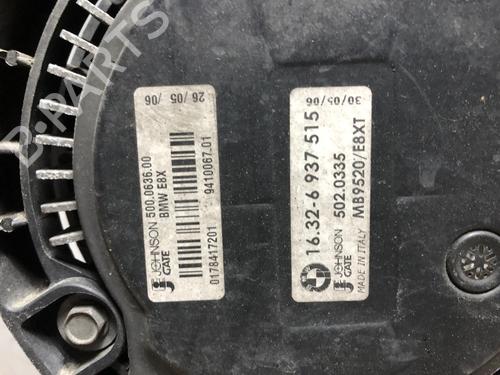 JOHNSON GATE 500.0636.00
BMW E8X
9410067.01
0178417201
26/05/06
16.32-6 937 515
JOHNSON GATE 502.0335
MADE IN ITALY MB9520/E8XT
30/05/06
B-PARTS